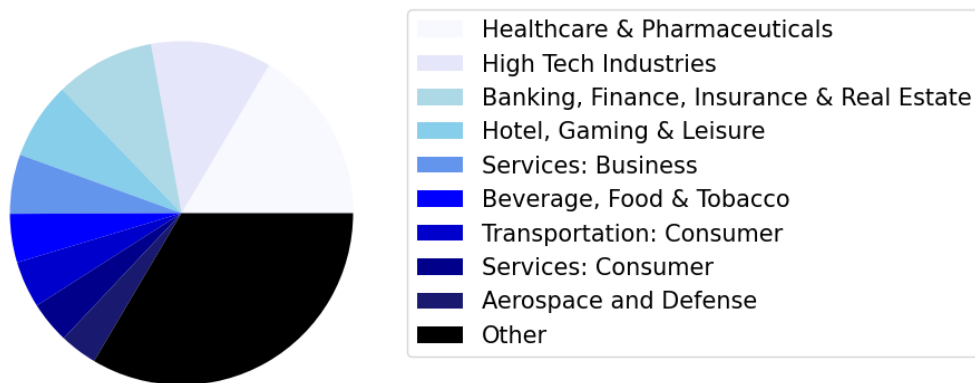 Healthcare & Pharmaceuticals
High Tech Industries
Banking, Finance, Insurance & Real Estate
Hotel, Gaming & Leisure
Services: Business
Beverage, Food & Tobacco
Transportation: Consumer
Services: Consumer
Aerospace and Defense
Other